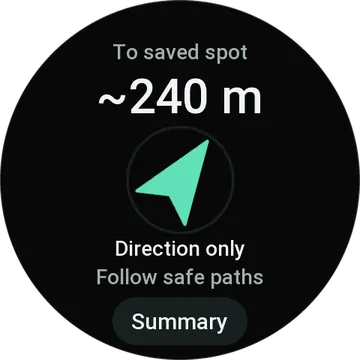 To saved spot
~240 m
Direction only
Follow safe paths
Summary